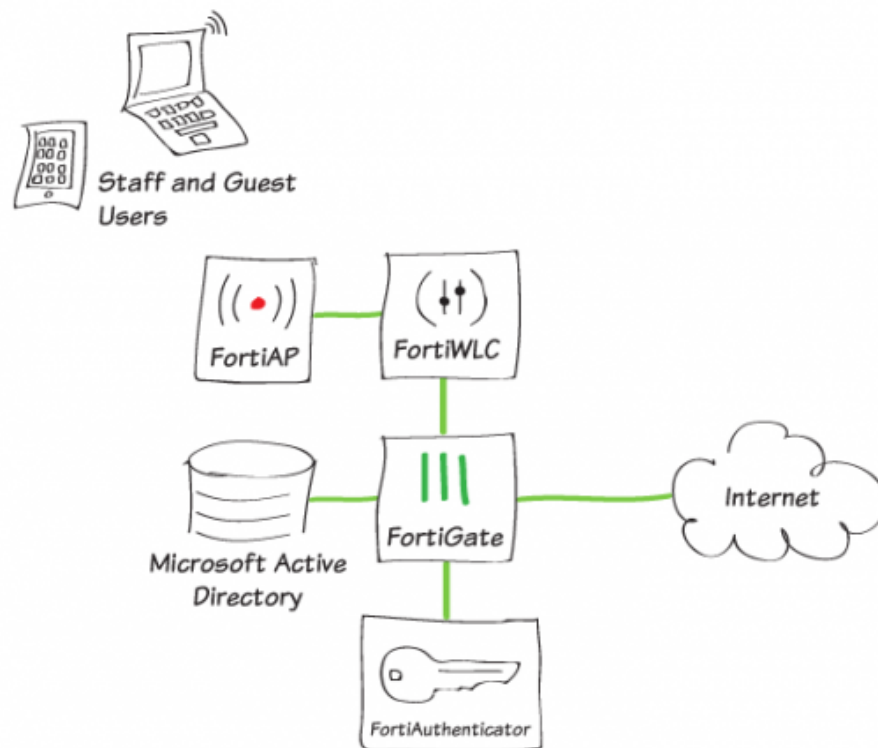 Staff and Guest
Users
FortiAP
FortiWLC
FortiGate
Internet
Microsoft Active
Directory
FortiAuthenticator